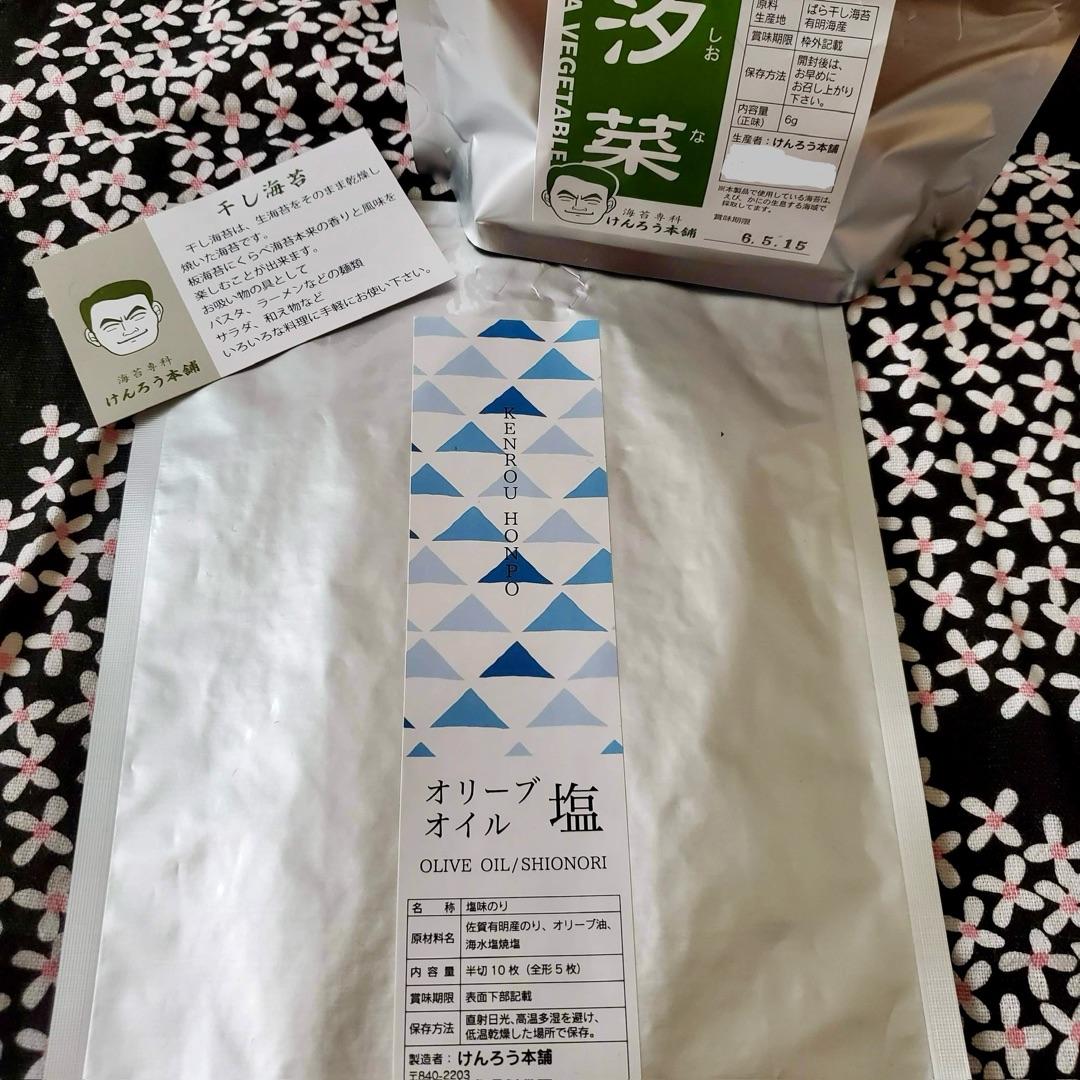 汐菜
しおな
A VEGETABLE
原料
生産地
ばら干し海苔
有明海産
賞味期限 枠外記載
保存方法
開封後は、
お早めに
お召し上がり
下さい。
内容量
(正味)
6g
生産者：けんろう本舗
※本製品で使用している海苔は、
えび、かにの生息する海域で
採取してます。
賞味期限
6.5.15
海苔専科
けんろう本舗
干し海苔
干し海苔は、生海苔をそのまま乾燥し
焼いた海苔です。
板海苔にくらべ海苔本来の香りと風味を
楽しむことが出来ます。
お吸い物の具として
パスタ、ラーメンなどの麺類
サラダ、和え物など
いろいろな料理に手軽にお使い下さい。
海苔専科
けんろう本舗
KENROU HONPO
オリーブ
オイル
塩
OLIVE OIL/SHIONORI
名 称 塩味のり
原材料名 佐賀有明産のり、オリーブ油、
海水塩焼塩
内容量 半切10枚（全形5枚）
賞味期限 表面下部記載
保存方法 直射日光、高温多湿を避け、
低温乾燥した場所で保存。
製造者：けんろう本舗
〒840-2203